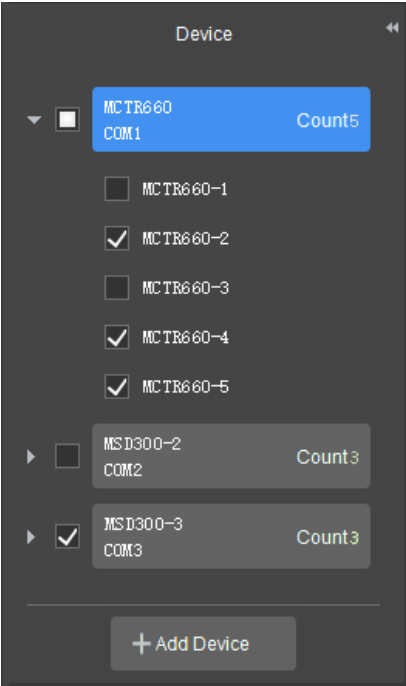 Device
MCTR660
COM1
Count5
MCTR660-1
MCTR660-2
MCTR660-3
MCTR660-4
MCTR660-5
MSD300-2
COM2
Count3
MSD300-3
COM3
Count3
Add Device